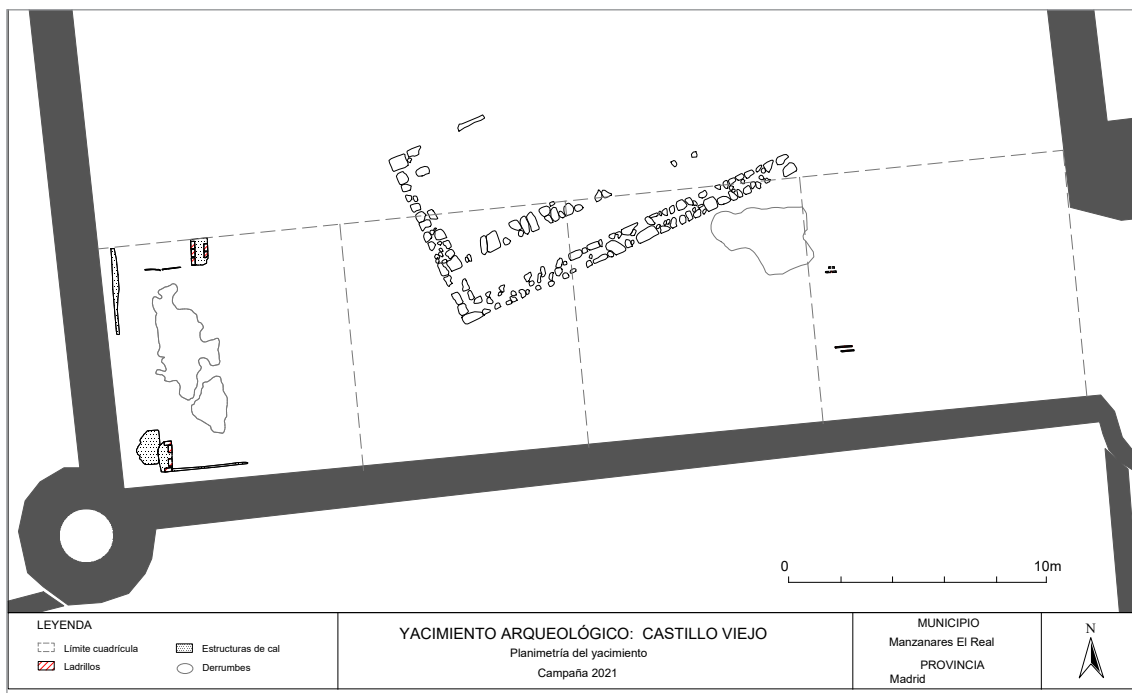 0 10m
LEYENDA
Límite cuadrícula
Estructuras de cal
Ladrillos
Derrumbes
YACIMIENTO ARQUEOLÓGICO: CASTILLO VIEJO
Planimetría del yacimiento
Campaña 2021
MUNICIPIO
Manzanares El Real
PROVINCIA
Madrid
N